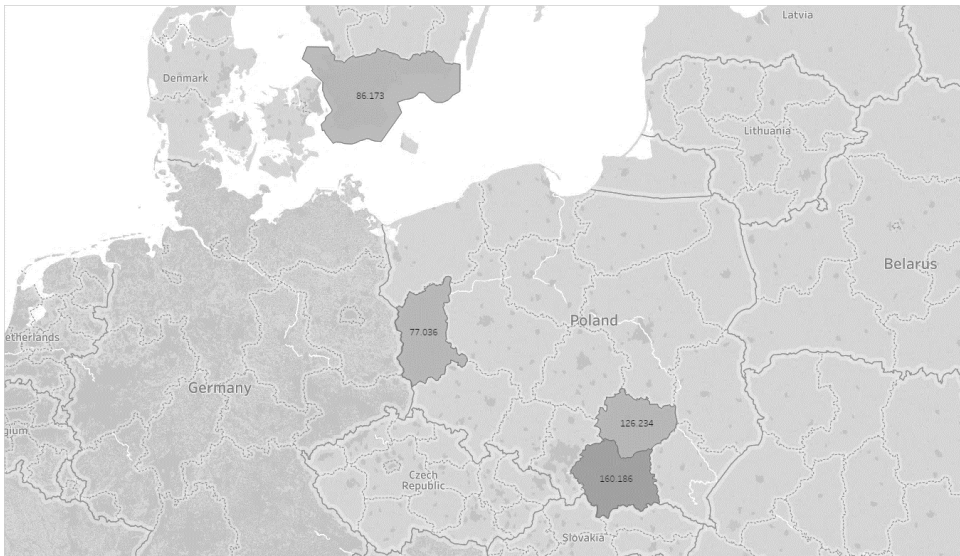 Latvia
86.173
Denmark
Lithuania
Belarus
Poland
77.036
etherlands
Germany
gium
126.234
Czech
Republic
160.186
Slovakia